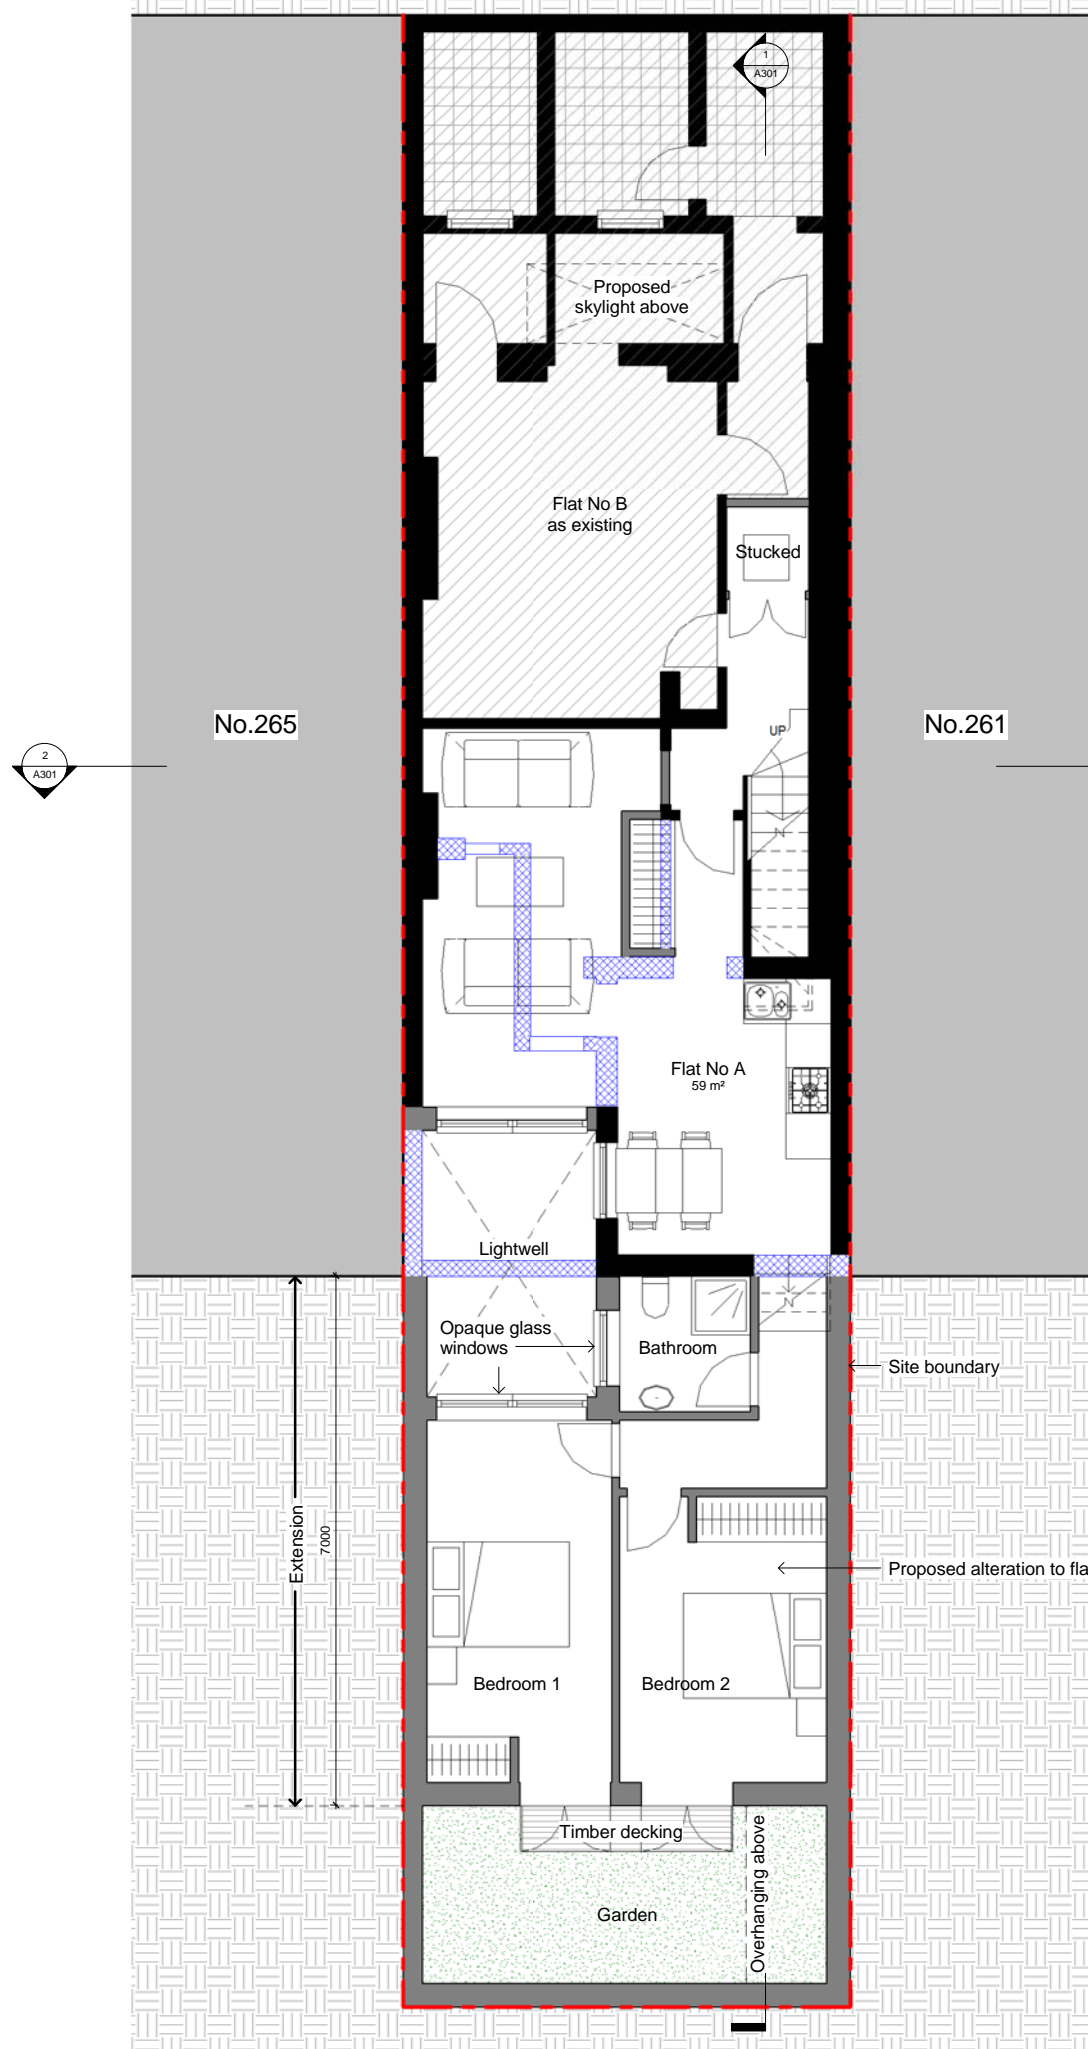 1
A301
Proposed
skylight above
Flat No B
as existing
Stucked
No.265
No.261
UP
2
A301
Flat No A
59 m²
Lightwell
Opaque glass
windows
Bathroom
Site boundary
Extension
7000
Proposed alteration to fla
Bedroom 1
Bedroom 2
Timber decking
Overhanging above
Garden